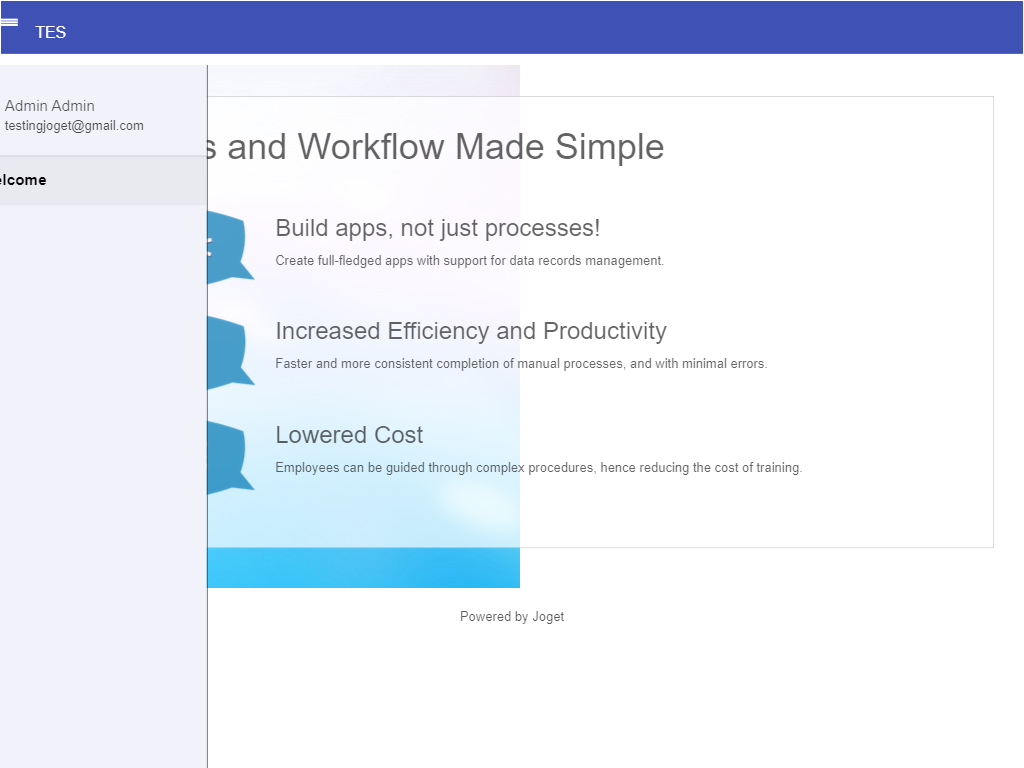 TES
Admin Admin
testingjoget@gmail.com
elcome
s and Workflow Made Simple
Build apps, not just processes!
Create full-fledged apps with support for data records management.
Increased Efficiency and Productivity
Faster and more consistent completion of manual processes, and with minimal errors.
Lowered Cost
Employees can be guided through complex procedures, hence reducing the cost of training.
Powered by Joget